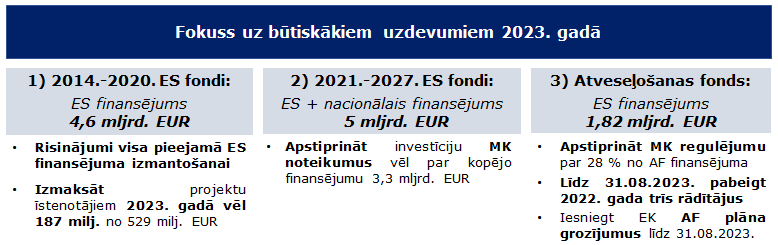 Fokuss uz būtiskākiem uzdevumiem 2023. gadā
1) 2014.-2020. ES fondi:
ES finansējums
4,6 mljrd. EUR
• Risinājumi visa pieejamā ES
finansējuma izmantošanai
• Izmaksāt projektu
īstenotājiem 2023. gadā vēl
187 milj. no 529 milj. EUR
2) 2021.-2027. ES fondi:
ES + nacionālais finansējums
5 mljrd. EUR
• Apstiprināt investīciju MK
noteikumus vēl par kopējo
finansējumu 3,3 mljrd. EUR
3) Atveseļošanas fonds:
ES finansējums
1,82 mljrd. EUR
• Apstiprināt MK regulējumu
par 28 % no AF finansējuma
• Līdz 31.08.2023. pabeigt
2022. gada trīs rādītājus
• Iesniegt EK AF plāna
grozījumus līdz 31.08.2023.